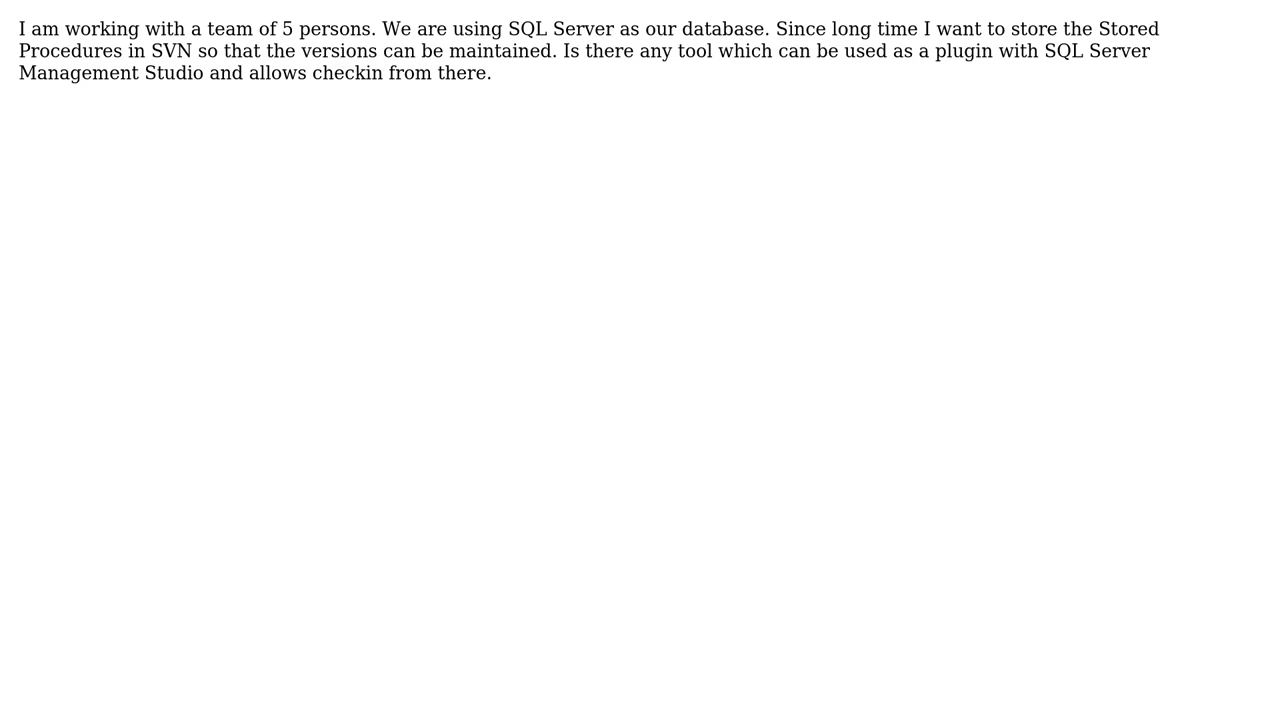 I am working with a team of 5 persons. We are using SQL Server as our database. Since long time I want to store the Stored
Procedures in SVN so that the versions can be maintained. Is there any tool which can be used as a plugin with SQL Server
Management Studio and allows checkin from there.